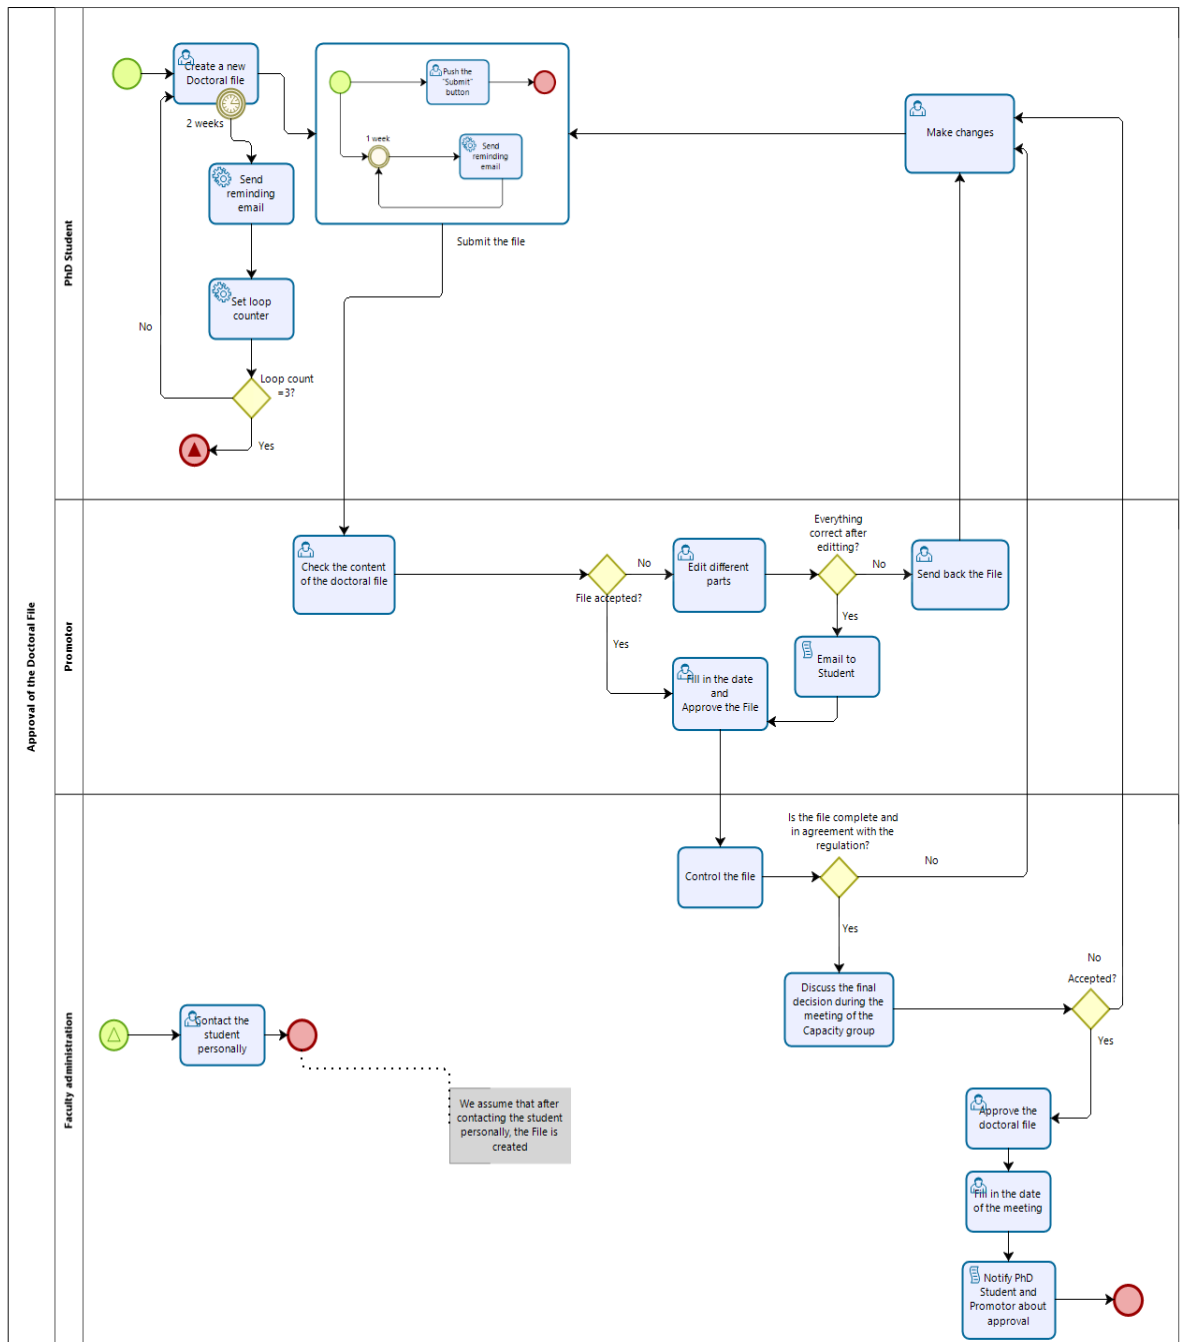 Approval of the Doctoral File
PhD Student
Create a new
Doctoral file
2 weeks
Send
reminding
email
Set loop
counter
No
Loop count
=3?
Yes
Push the
"Submit"
button
1 week
Send
reminding
email
Submit the file
Make changes
Promotor
Check the content
of the doctoral file
File accepted?
No
Yes
Edit different
parts
Everything
correct after
editting?
No
Yes
Send back the File
Email to
Student
Fill in the date
and
Approve the File
Faculty administration
Control the file
Is the file complete and
in agreement with the
regulation?
No
Yes
Discuss the final
decision during the
meeting of the
Capacity group
No
Accepted?
Yes
Contact the
student
personally
We assume that after
contacting the student
personally, the File is
created
Approve the
doctoral file
Fill in the date
of the meeting
Notify PhD
Student and
Promotor about
approval